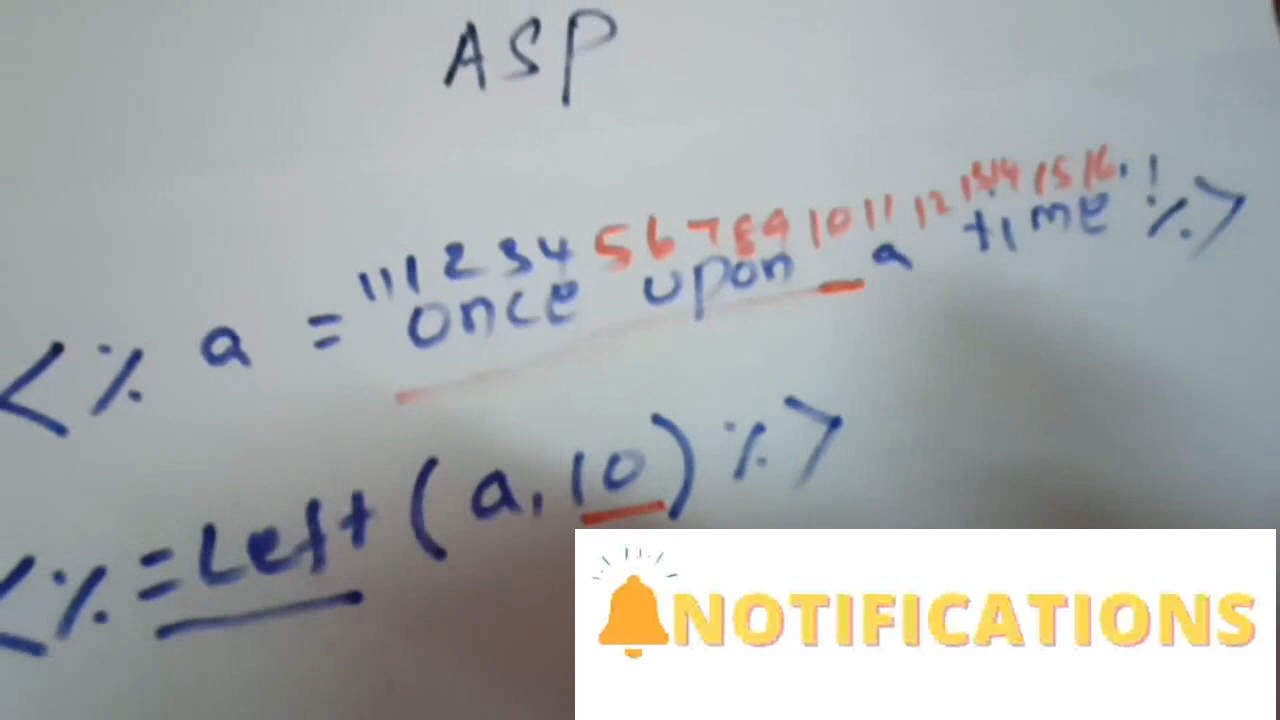 ASP
1 2 3 4 5 6 7 8 9 10 11 12 13 14 15 16
<% a = "once upon a time" %>
<%=Left(a,10)%>
NOTIFICATIONS